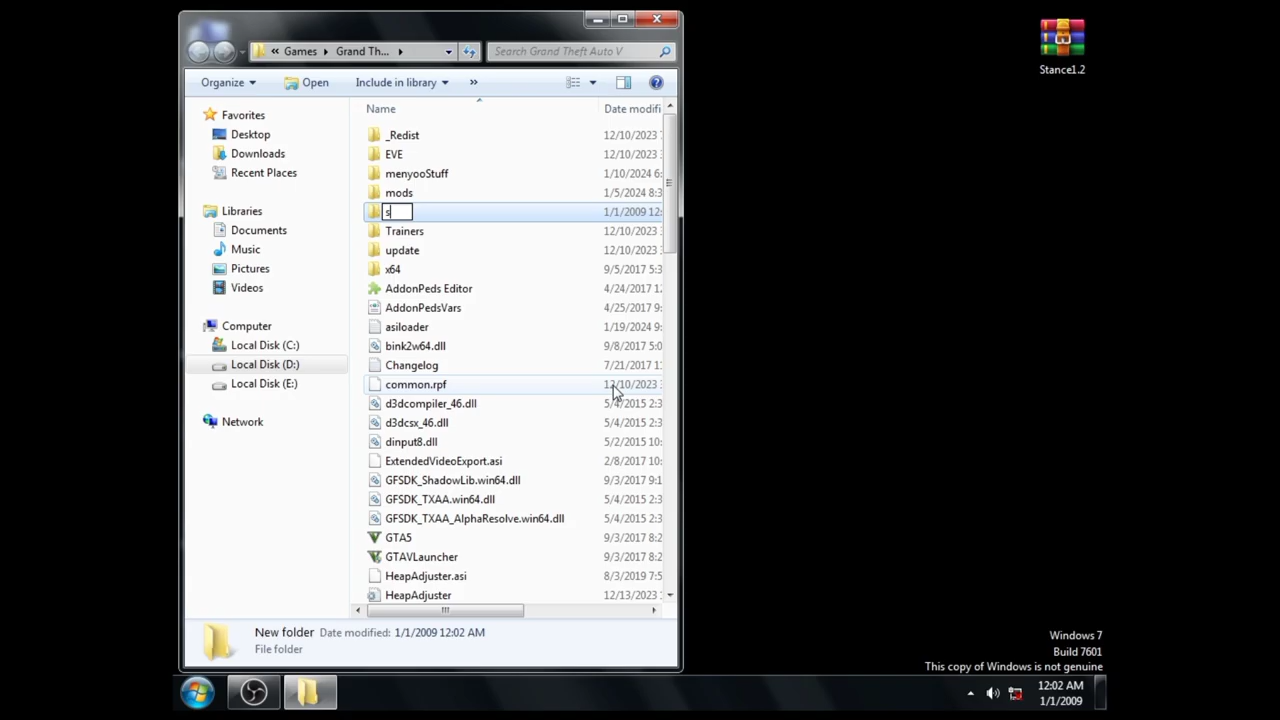 Stance1.2
« Games Grand Th...
Search Grand Theft Auto V
Organize Open Include in library »
Name Date modifi
Favorites
Desktop
Downloads
Recent Places
Libraries
Documents
Music
Pictures
Videos
Computer
Local Disk (C:)
Local Disk (D:)
Local Disk (E:)
Network
_Redist 12/10/2023
EVE 12/10/2023
menyooStuff 1/10/2024 6:
mods 1/5/2024 8:3
s 1/1/2009 12:
Trainers 12/10/2023
update 12/10/2023
x64 9/5/2017 5:3
AddonPeds Editor 4/24/2017 12
AddonPedsVars 4/25/2017 9:
asiloader 1/19/2024 9:
bink2w64.dll 9/8/2017 5:0
Changelog 7/21/2017 11
common.rpf 12/10/2023
d3dcompiler_46.dll 5/4/2015 2:3
d3dcsx_46.dll 5/4/2015 2:3
dinput8.dll 5/2/2015 10:
ExtendedVideoExport.asi 2/8/2017 10:
GFSDK_ShadowLib.win64.dll 9/3/2017 9:1
GFSDK_TXAA.win64.dll 5/4/2015 2:3
GFSDK_TXAA_AlphaResolve.win64.dll 5/4/2015 2:3
GTA5 9/3/2017 8:2
GTAVLauncher 9/3/2017 8:2
HeapAdjuster.asi 8/3/2019 7:5
HeapAdjuster 12/13/2023
New folder Date modified: 1/1/2009 12:02 AM
File folder
Windows 7
Build 7601
This copy of Windows is not genuine
12:02 AM
1/1/2009